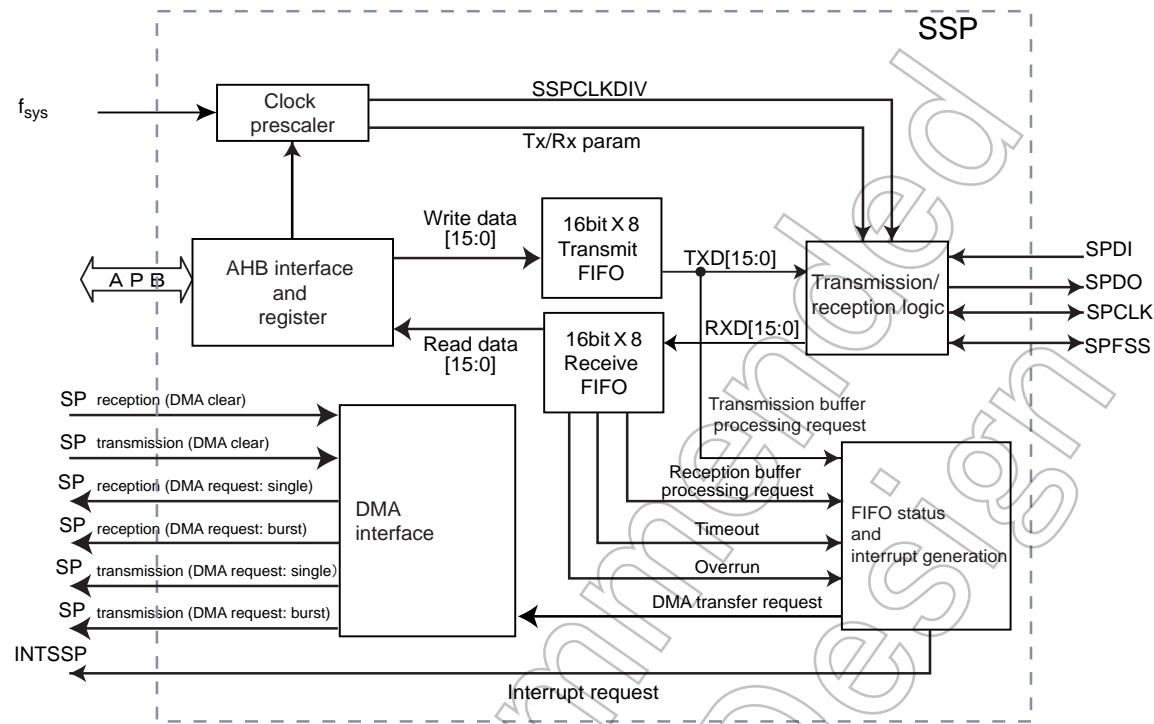 SSP
SSPCLKDIV
f_sys
Clock
prescaler
Tx/Rx param
Write data
[15:0]
16bit X 8
Transmit
FIFO
TXD[15:0]
AHB interface
and
register
APB
Transmission/
reception logic
SPDI
SPDO
SPCLK
SPFSS
Read data
[15:0]
16bit X 8
Receive
FIFO
RXD[15:0]
SP reception (DMA clear)
SP transmission (DMA clear)
SP reception (DMA request: single)
SP reception (DMA request: burst)
SP transmission (DMA request: single)
SP transmission (DMA request: burst)
INTSSP
DMA
interface
Transmission buffer
processing request
Reception buffer
processing request
Timeout
Overrun
DMA transfer request
FIFO status
and
interrupt generation
Interrupt request
mmended
Design